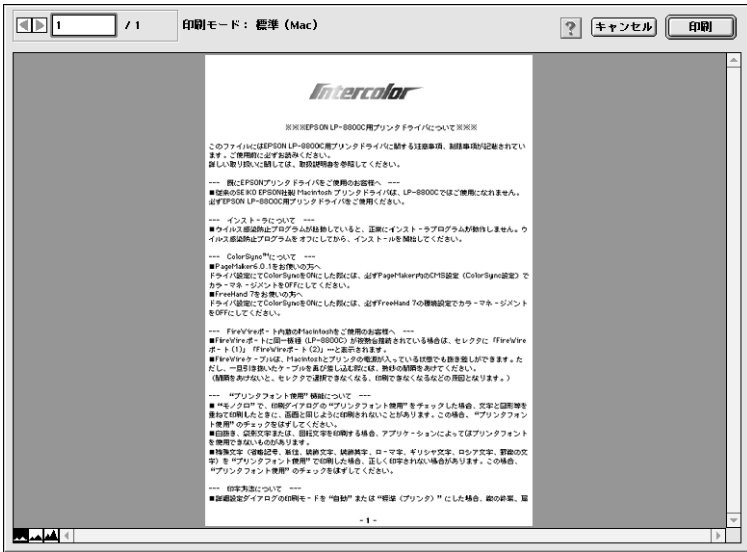 1 / 1 印刷モード： 標準（Mac） ? キャンセル 印刷
Intercolor
※※※EPSON LP-8800C用プリンタドライバについて※※※
このファイルにはEPSON LP-8800C用プリンタドライバに関する注意事項、制限事項が記載されてい
ます。ご使用前に必ずお読みください。
詳しい取り扱いに関しては、取扱説明書を参照してください。
--- 既にEPSONプリンタドライバをご使用のお客様へ ---
■従来のSEIKO EPSON社製 Macintosh プリンタドライバは、LP-8800Cではご使用になれません。
必ずEPSON LP-8800C用プリンタドライバをご使用ください。
--- インストーラについて ---
■ウイルス感染防止プログラムが起動していると、正常にインストーラプログラムが動作しません。ウ
イルス感染防止プログラムをオフにしてから、インストールを開始してください。
--- ColorSync™について ---
■PageMaker6.0.1をお使いの方へ
ドライバ設定にてColorSyncをONにした際には、必ずPageMaker内のCMS設定（ColorSync設定）で
カラーマネージメントをOFFにしてください。
■FreeHand 7をお使いの方へ
ドライバ設定にてColorSyncをONにした際には、必ずFreeHand 7の環境設定でカラーマネージメント
をOFFにしてください。
--- FireWireポート内蔵のMacintoshをご使用のお客様へ ---
■FireWireポートに同一機種（LP-8800C）が複数台接続されている場合は、セレクタに「FireWire
ポート(1)」「FireWireポート(2)」…と表示されます。
■FireWireケーブルは、Macintoshとプリンタの電源が入っている状態でも抜き差しができます。た
だし、一旦引き抜いたケーブルを再び差し込む際には、数秒の間隔をあけてください。
（間隔をあけないと、セレクタで選択できなくなる、印刷できなくなるなどの原因となります。）
--- “プリンタフォント使用”機能について ---
■“モノクロ”で、印刷ダイアログの“プリンタフォント使用”をチェックした場合、文字と図形等を
重ねて印刷したときに、画面と同じように印刷されないことがあります。この場合、“プリンタフォン
ト使用”のチェックをはずしてください。
■白抜き、袋形文字または、回転文字を印刷する場合、アプリケーションによってはプリンタフォント
を使用できないものがあります。
■特殊文字（省略記号、単位、装飾文字、装飾英字、ローマ字、ギリシャ文字、ロシア文字、罫線の文
字）を“プリンタフォント使用”で印刷した場合、正しく印字されない場合があります。この場合、
“プリンタフォント使用”のチェックをはずしてください。
--- 印字方法について ---
■詳細設定ダイアログの印刷モードを“自動”または“標準（プリンタ）”にした場合、線の終業、扇
- 1 -